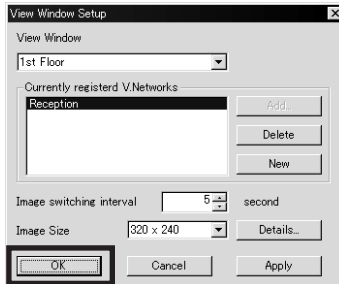 View Window Setup
View Window
1st Floor
Currently registerd V.Networks
Reception
Add...
Delete
New
Image switching interval 5 second
Image Size 320 x 240 Details...
OK Cancel Apply